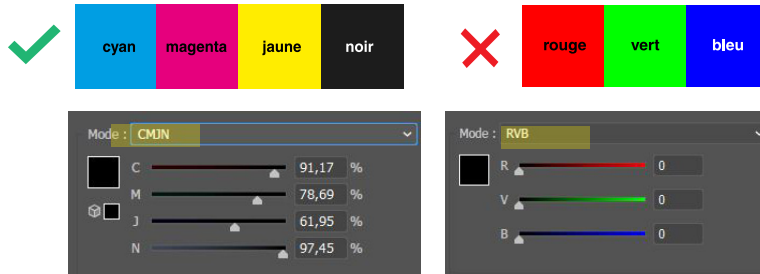 cyan magenta jaune noir
rouge vert bleu
Mode : CMJN
C 91,17 %
M 78,69 %
J 61,95 %
N 97,45 %
Mode : RVB
R 0
V 0
B 0